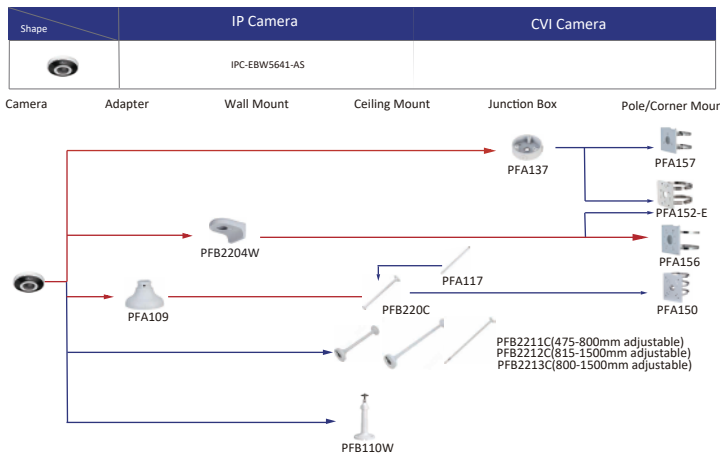 Shape
IP Camera
CVI Camera
IPC-EBW5641-AS
Camera
Adapter
Wall Mount
Ceiling Mount
Junction Box
Pole/Corner Moun
PFA137
PFA157
PFA152-E
PFB2204W
PFA156
PFA117
PFA109
PFB220C
PFA150
PFB2211C(475-800mm adjustable)
PFB2212C(815-1500mm adjustable)
PFB2213C(800-1500mm adjustable)
PFB110W